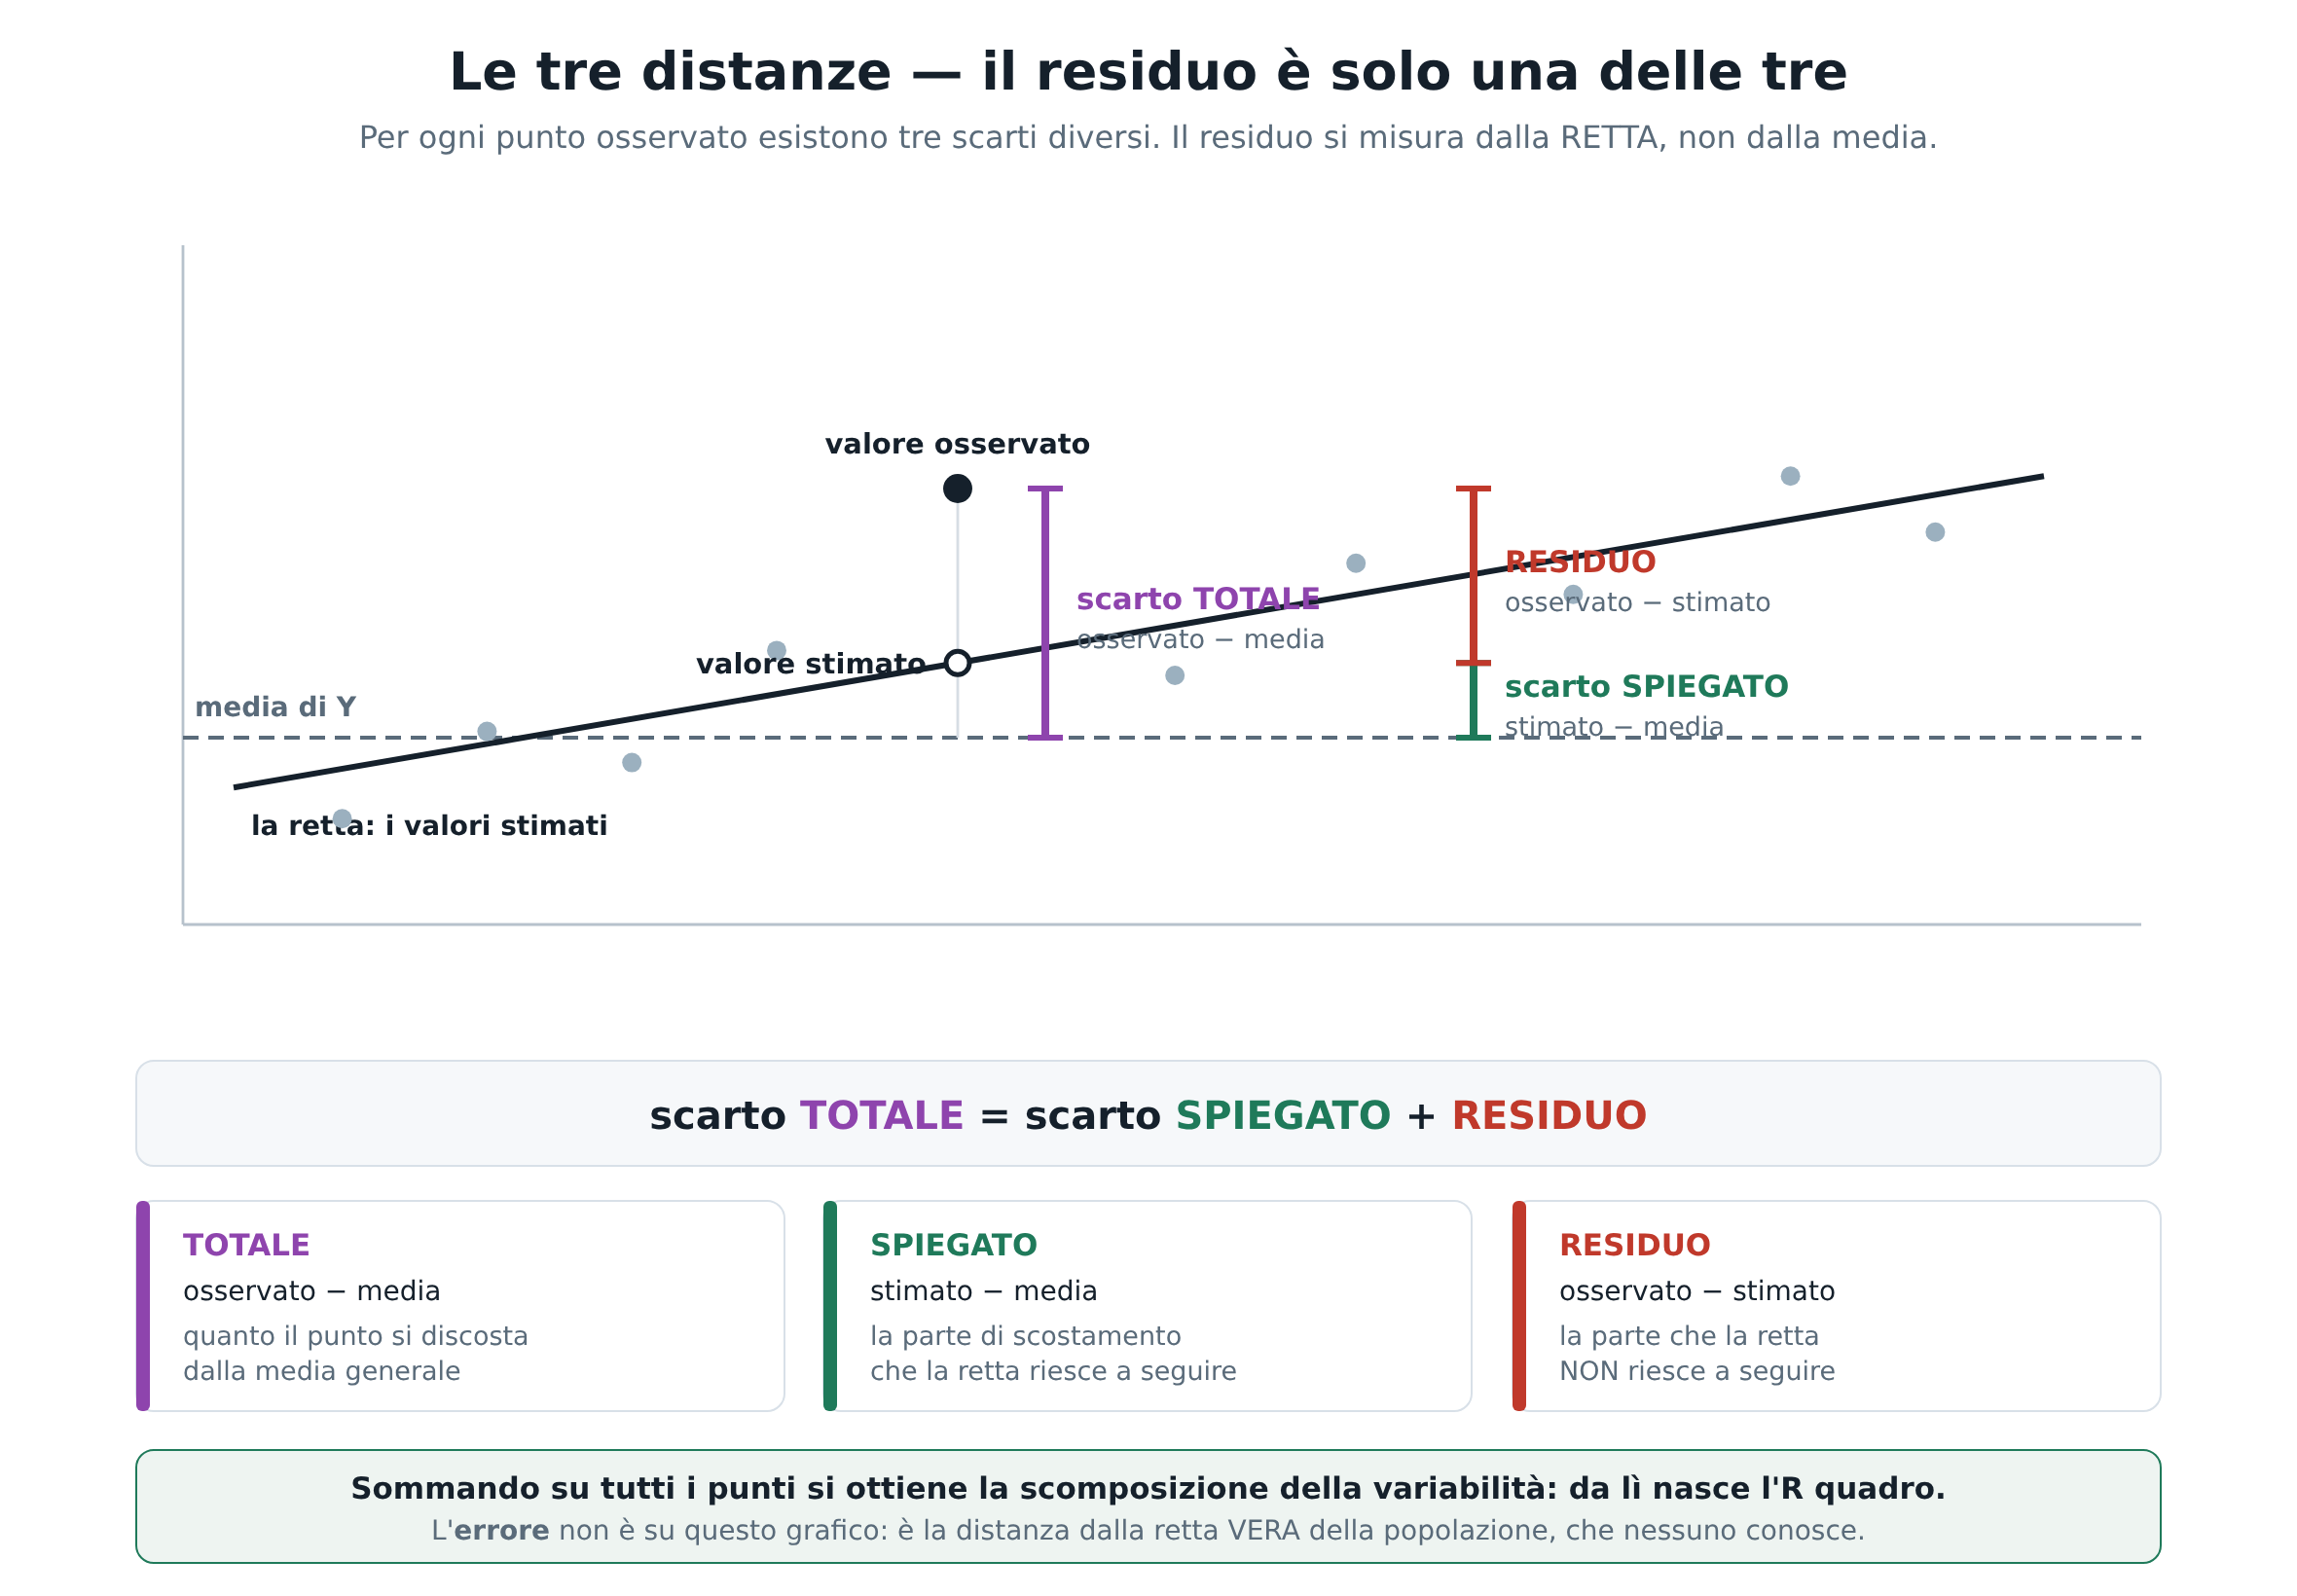 Le tre distanze — il residuo è solo una delle tre
Per ogni punto osservato esistono tre scarti diversi. Il residuo si misura dalla RETTA, non dalla media.
valore osservato
RESIDUO
osservato − stimato
scarto TOTALE
osservato − media
valore stimato
scarto SPIEGATO
stimato − media
media di Y
la retta: i valori stimati
scarto TOTALE = scarto SPIEGATO + RESIDUO
TOTALE
osservato − media
quanto il punto si discosta
dalla media generale
SPIEGATO
stimato − media
la parte di scostamento
che la retta riesce a seguire
RESIDUO
osservato − stimato
la parte che la retta
NON riesce a seguire
Sommando su tutti i punti si ottiene la scomposizione della variabilità: da lì nasce l'R quadro.
L'errore non è su questo grafico: è la distanza dalla retta VERA della popolazione, che nessuno conosce.